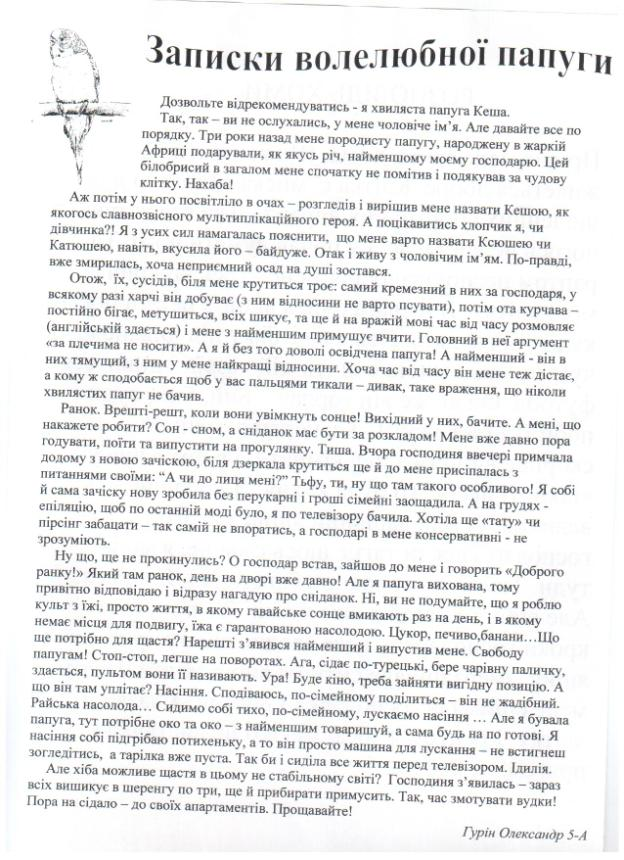 Записки волелюбної папуги
Дозвольте відрекомендуватись - я хвиляста папуга Кеша.
Так, так – ви не ослухались, у мене чоловіче ім’я. Але давайте все по
порядку. Три роки назад мене породисту папугу, народжену в жаркій
Африці подарували, як якусь річ, найменшому моєму господарю. Цей
білобрисий в загалом мене спочатку не помітив і подякував за чудову
клітку. Нахаба!
Аж потім у нього посвітліло в очах – розгледів і вирішив мене назвати Кешою, як
якогось славнозвісного мультиплікаційного героя. А поцікавитись хлопчик я, чи
дівчинка?! Я з усих сил намагалась пояснити, що мене варто назвати Ксюшею чи
Катюшею, навіть, вкусила його – байдуже. Отак і живу з чоловічим ім’ям. По-правді,
вже змирилась, хоча неприємний осад на душі зостався.
Отож, їх, сусідів, біля мене крутиться троє: самий кремезний в них за господаря, у
всякому разі харчі він добуває (з ним відносини не варто псувати), потім ота курчава –
постійно бігає, метушиться, всіх шикує, та ще й на вражій мові час від часу розмовляє
(англійській здається) і мене з найменшим примушує вчити. Головний в неї аргумент
«за плечима не носити». А я й без того доволі освідчена папуга! А найменший - він в
них тямущий, з ним у мене найкращі відносини. Хоча час від часу він мене теж дістає,
а кому ж сподобається щоб у вас пальцями тикали – дивак, таке враження, що ніколи
хвилястих папуг не бачив.
Ранок. Врешті-решт, коли вони увімкнуть сонце! Вихідний у них, бачите. А мені, що
накажете робити? Сон - сном, а сніданок має бути за розкладом! Мене вже давно пора
годувати, поїти та випустити на прогулянку. Тиша. Вчора господиня ввечері примчала
додому з новою зачіскою, біля дзеркала крутиться ще й до мене присіпалась з
питаннями своїми: “А чи до лиця мені?” Тьфу, ти, ну що там такого особливого! Я собі
й сама зачіску нову зробила без перукарні і гроші сімейні заощадила. А на грудях -
епіляцію, щоб по останній моді було, я по телевізору бачила. Хотіла ще «тату» чи
пірсінг забацати – так самій не впоратись, а господарі в мене консервативні - не
зрозуміють.
Ну що, ще не прокинулись? О господар встав, зайшов до мене і говорить «Доброго
ранку!» Який там ранок, день на дворі вже давно! Але я папуга вихована, тому
привітно відповідаю і відразу нагадую про сніданок. Ні, ви не подумайте, що я роблю
культ з їжі, просто життя, в якому гавайське сонце вмикають раз на день, і в якому
немає місця для подвигу, їжа є гарантованою насолодою. Цукор, печиво,банани…Що
ще потрібно для щастя? Нарешті з’явився найменший і випустив мене. Свободу
папугам! Стоп-стоп, легше на поворотах. Ага, сідає по-турецькі, бере чарівну паличку,
здається, пультом вони її називають. Ура! Буде кіно, треба зайняти вигідну позицію. А
що він там уплітає? Насіння. Сподіваюсь, по-сімейному поділиться – він не жадібний.
Райська насолода… Сидимо собі тихо, по-сімейному, лускаємо насіння … Але я бувала
папуга, тут потрібне око та око – з найменшим товаришуй, а сама будь на по готові. Я
насіння собі підгрібаю потихеньку, а то він просто машина для лускання – не встигнеш
зогледітись, а тарілка вже пуста. Так би і сиділа все життя перед телевізором. Ідилія.
Але хіба можливе щастя в цьому не стабільному світі? Господиня з’явилась – зараз
всіх вишикує в шеренгу по три, ще й прибирати примусить. Так, час змотувати вудки!
Пора на сідало – до своїх апартаментів. Прощавайте!
Гурін Олександр 5-А